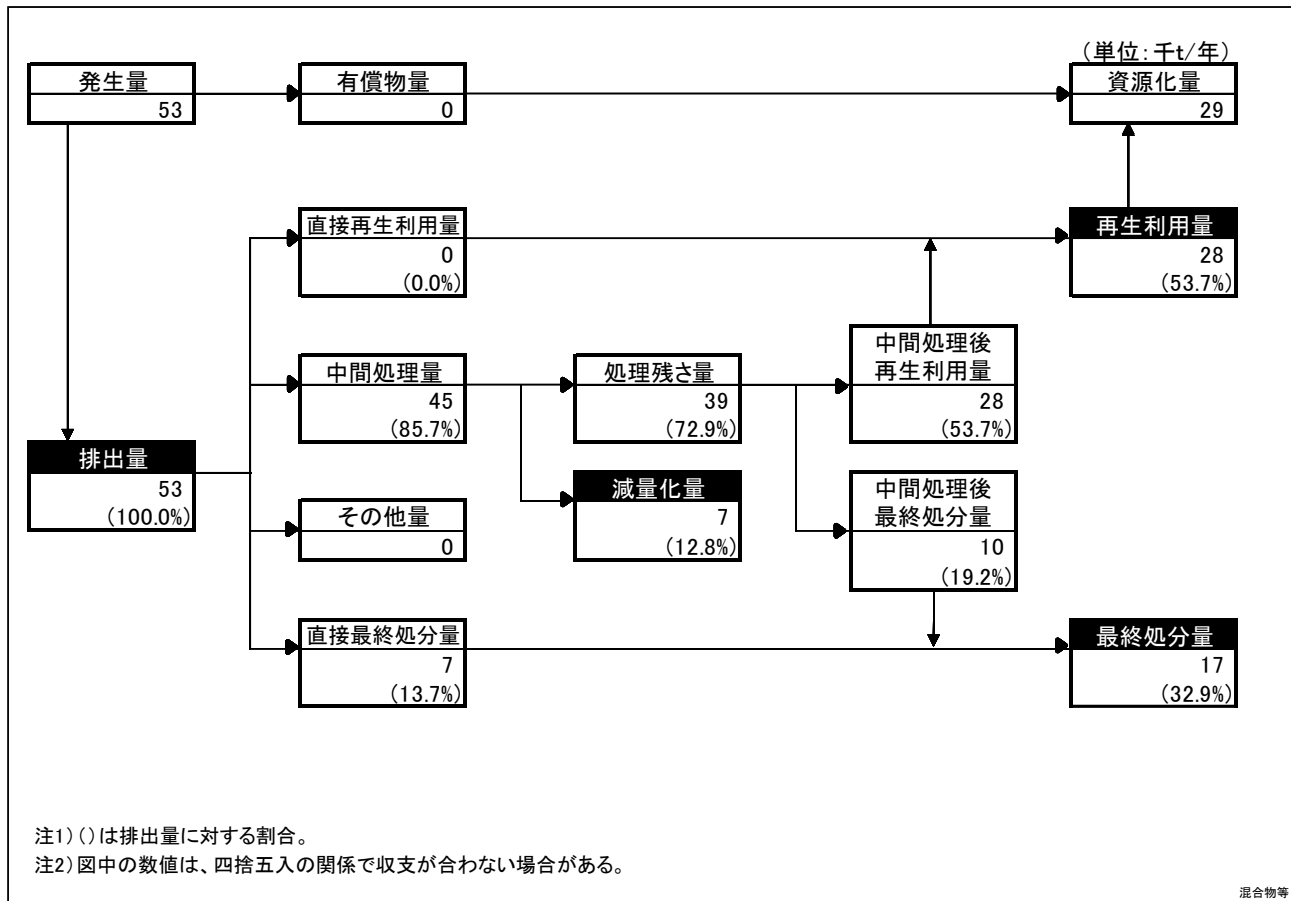 (単位:千t/年)
発生量
53
有償物量
0
資源化量
29
直接再生利用量
0
(0.0%)
再生利用量
28
(53.7%)
中間処理量
45
(85.7%)
処理残さ量
39
(72.9%)
中間処理後
再生利用量
28
(53.7%)
排出量
53
(100.0%)
減量化量
7
(12.8%)
中間処理後
最終処分量
10
(19.2%)
その他量
0
直接最終処分量
7
(13.7%)
最終処分量
17
(32.9%)
注1)()は排出量に対する割合。
注2)図中の数値は、四捨五入の関係で収支が合わない場合がある。
混合物等